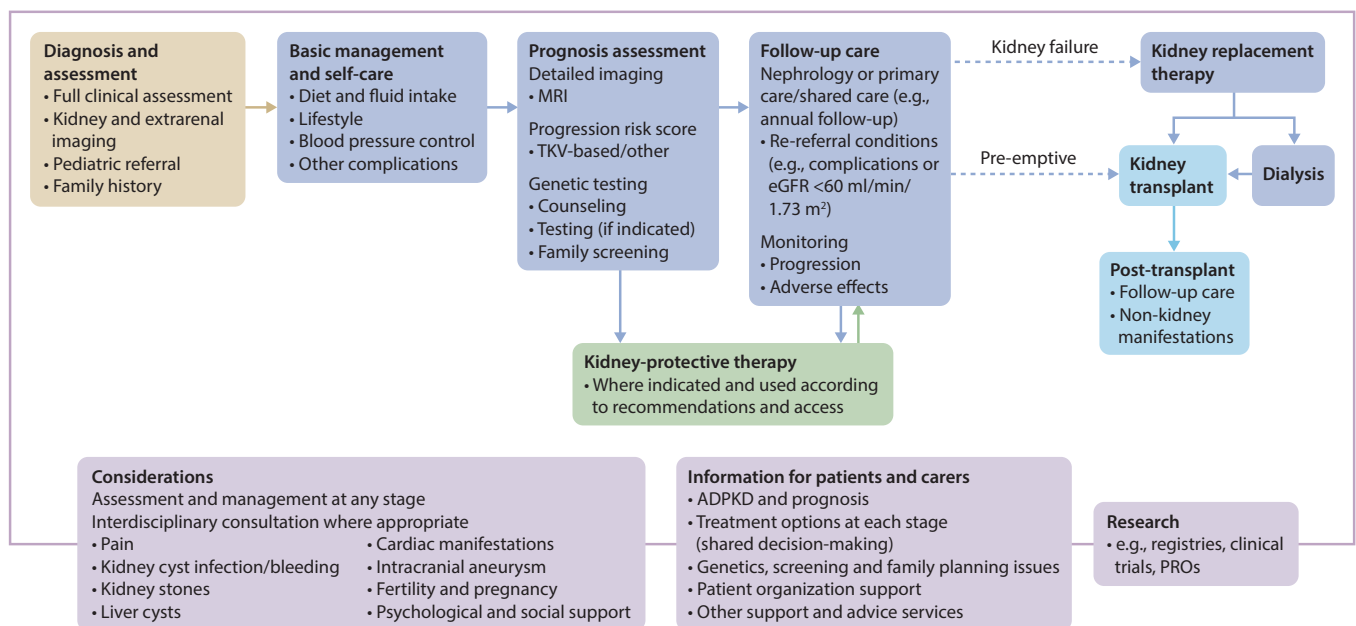 Diagnosis and
assessment
• Full clinical assessment
• Kidney and extrarenal
imaging
• Pediatric referral
• Family history
Basic management
and self-care
• Diet and fluid intake
• Lifestyle
• Blood pressure control
• Other complications
Prognosis assessment
Detailed imaging
• MRI
Progression risk score
• TKV-based/other
Genetic testing
• Counseling
• Testing (if indicated)
• Family screening
Follow-up care
Nephrology or primary
care/shared care (e.g.,
annual follow-up)
• Re-referral conditions
(e.g., complications or
eGFR <60 ml/min/
1.73 m²)
Monitoring
• Progression
• Adverse effects
Kidney failure
Pre-emptive
Kidney replacement
therapy
Kidney
transplant
Dialysis
Post-transplant
• Follow-up care
• Non-kidney
manifestations
Kidney-protective therapy
• Where indicated and used according
to recommendations and access
Considerations
Assessment and management at any stage
Interdisciplinary consultation where appropriate
• Pain
• Kidney cyst infection/bleeding
• Kidney stones
• Liver cysts
• Cardiac manifestations
• Intracranial aneurysm
• Fertility and pregnancy
• Psychological and social support
Information for patients and carers
• ADPKD and prognosis
• Treatment options at each stage
(shared decision-making)
• Genetics, screening and family planning issues
• Patient organization support
• Other support and advice services
Research
• e.g., registries, clinical
trials, PROs